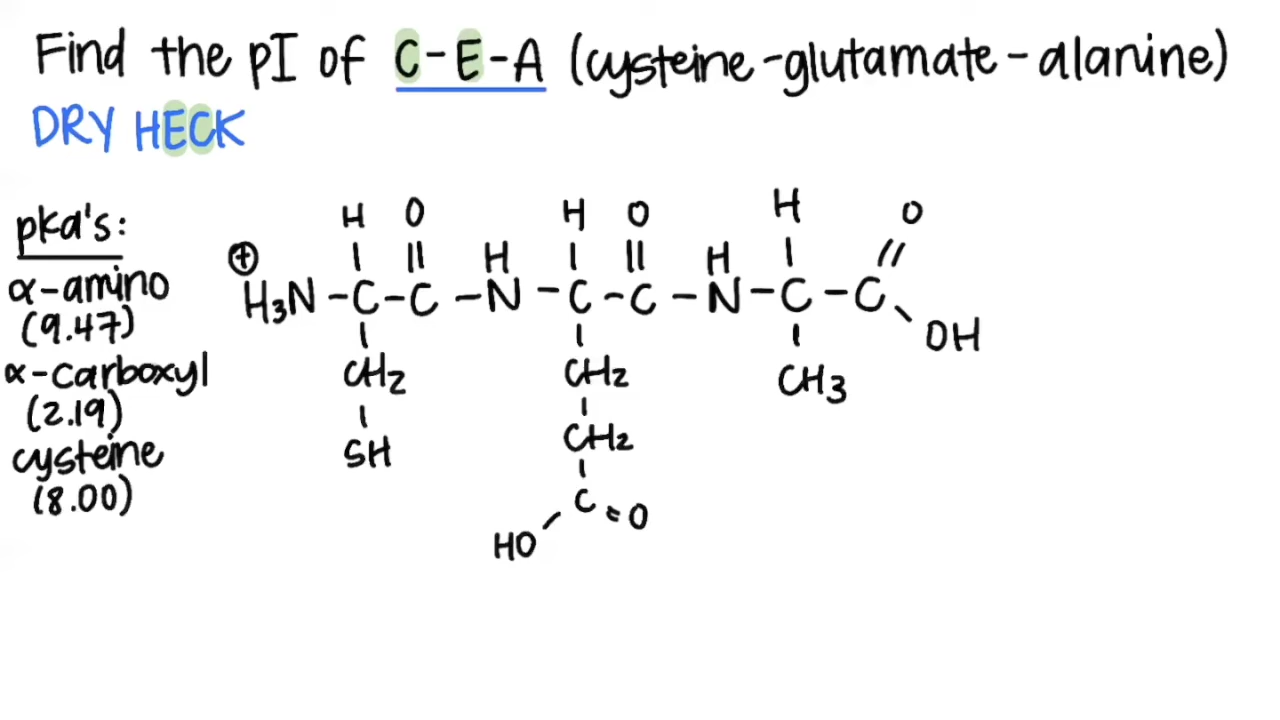 Find the pI of C-E-A (cysteine-glutamate-alanine)
DRY HECK
pka's:
α-amino
(9.47)
α-carboxyl
(2.19)
cysteine
(8.00)
H O H O H O
⊕ H H
H3N-C-C-N-C-C-N-C-C
OH
CH2 CH2 CH3
SH CH2
C=O
HO